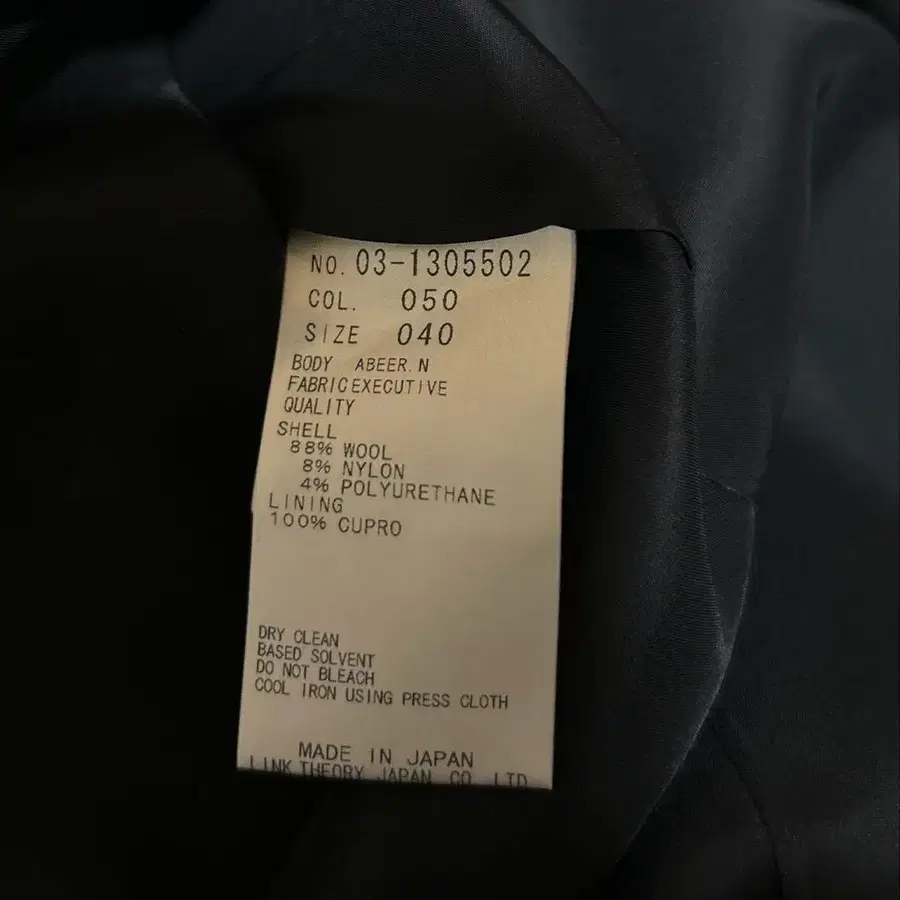 NO. 03-1305502
COL. 050
SIZE 040
BODY ABEER.N
FABRIC EXECUTIVE
QUALITY
SHELL
88% WOOL
8% NYLON
4% POLYURETHANE
LINING
100% CUPRO
DRY CLEAN
BASED SOLVENT
DO NOT BLEACH
COOL IRON USING PRESS CLOTH
MADE IN JAPAN
LINK THEORY JAPAN CO. LTD